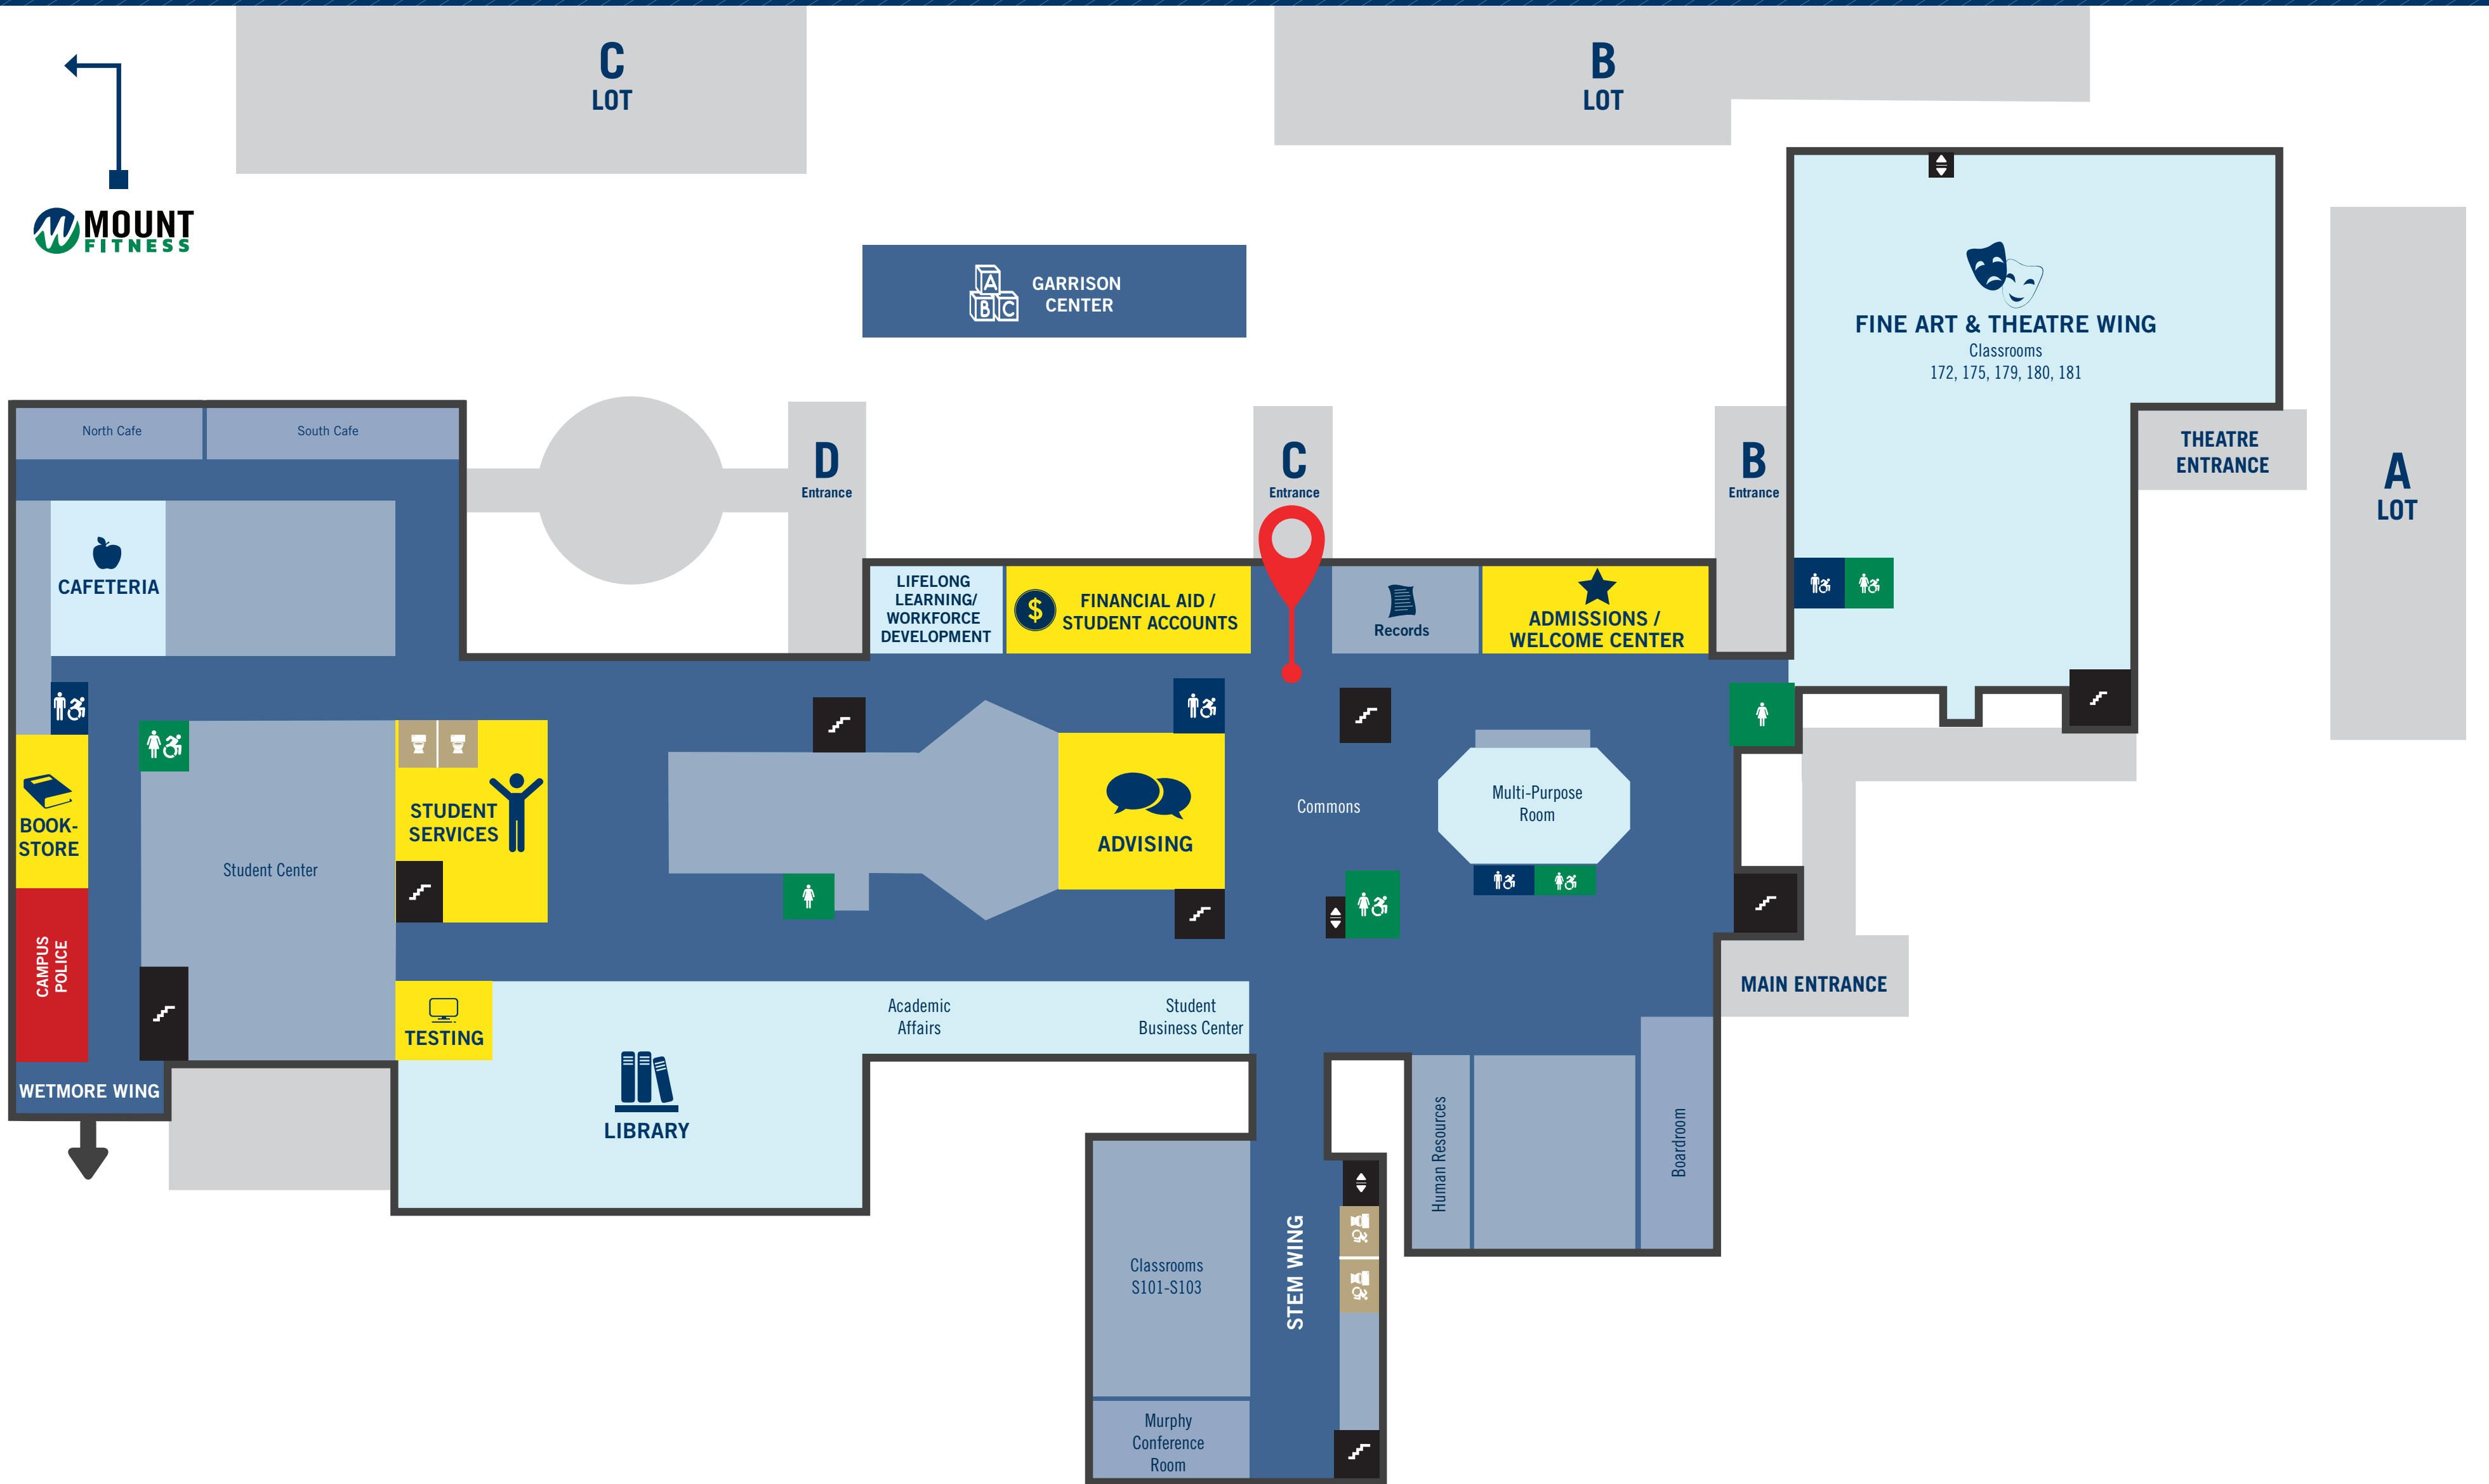 C
LOT
B
LOT
MOUNT
FITNESS
A
B
C
GARRISON
CENTER
FINE ART & THEATRE WING
Classrooms
172, 175, 179, 180, 181
North Cafe
South Cafe
D
Entrance
C
Entrance
B
Entrance
THEATRE
ENTRANCE
A
LOT
CAFETERIA
LIFELONG
LEARNING/
WORKFORCE
DEVELOPMENT
$
FINANCIAL AID /
STUDENT ACCOUNTS
Records
ADMISSIONS /
WELCOME CENTER
BOOK-
STORE
STUDENT
SERVICES
ADVISING
Commons
Multi-Purpose
Room
Student Center
CAMPUS
POLICE
TESTING
Academic
Affairs
Student
Business Center
MAIN ENTRANCE
WETMORE WING
LIBRARY
Human Resources
Boardroom
Classrooms
S101-S103
STEM WING
Murphy
Conference
Room